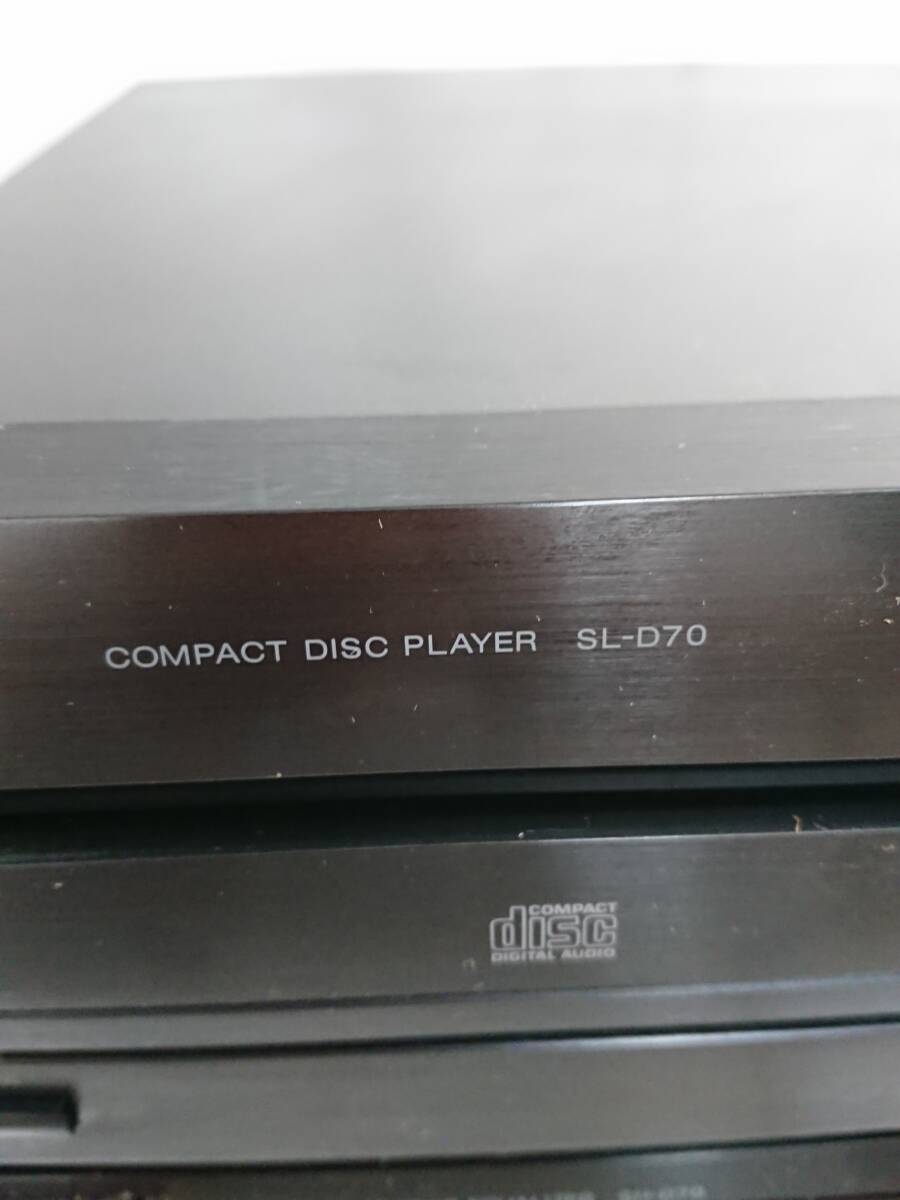 COMPACT DISC PLAYER SL-D70
COMPACT
disc
DIGITAL AUDIO